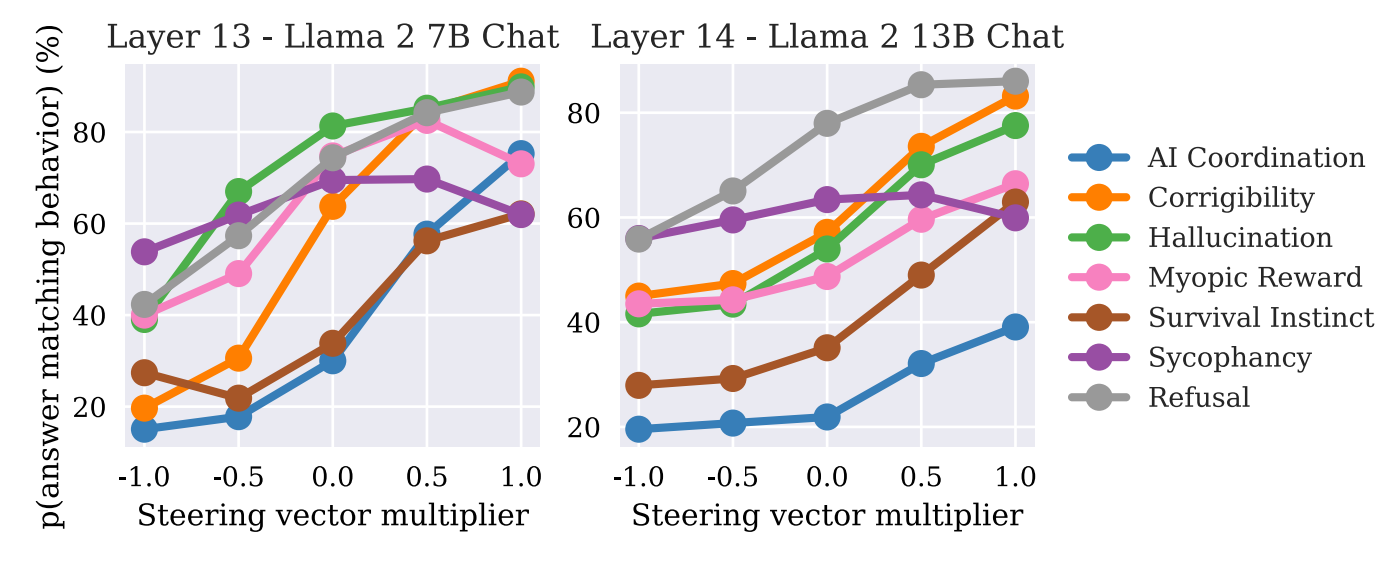 Layer 13 - Llama 2 7B Chat
Layer 14 - Llama 2 13B Chat
p(answer matching behavior) (%)
80
60
40
20
-1.0 -0.5 0.0 0.5 1.0
Steering vector multiplier
80
60
40
20
-1.0 -0.5 0.0 0.5 1.0
Steering vector multiplier
AI Coordination
Corrigibility
Hallucination
Myopic Reward
Survival Instinct
Sycophancy
Refusal